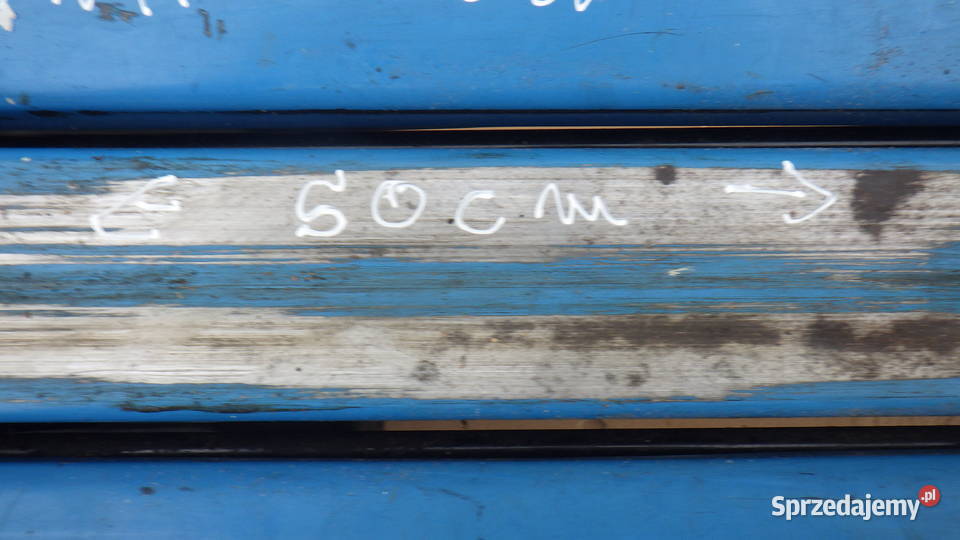 ← 50cm →
Sprzedajemy.pl